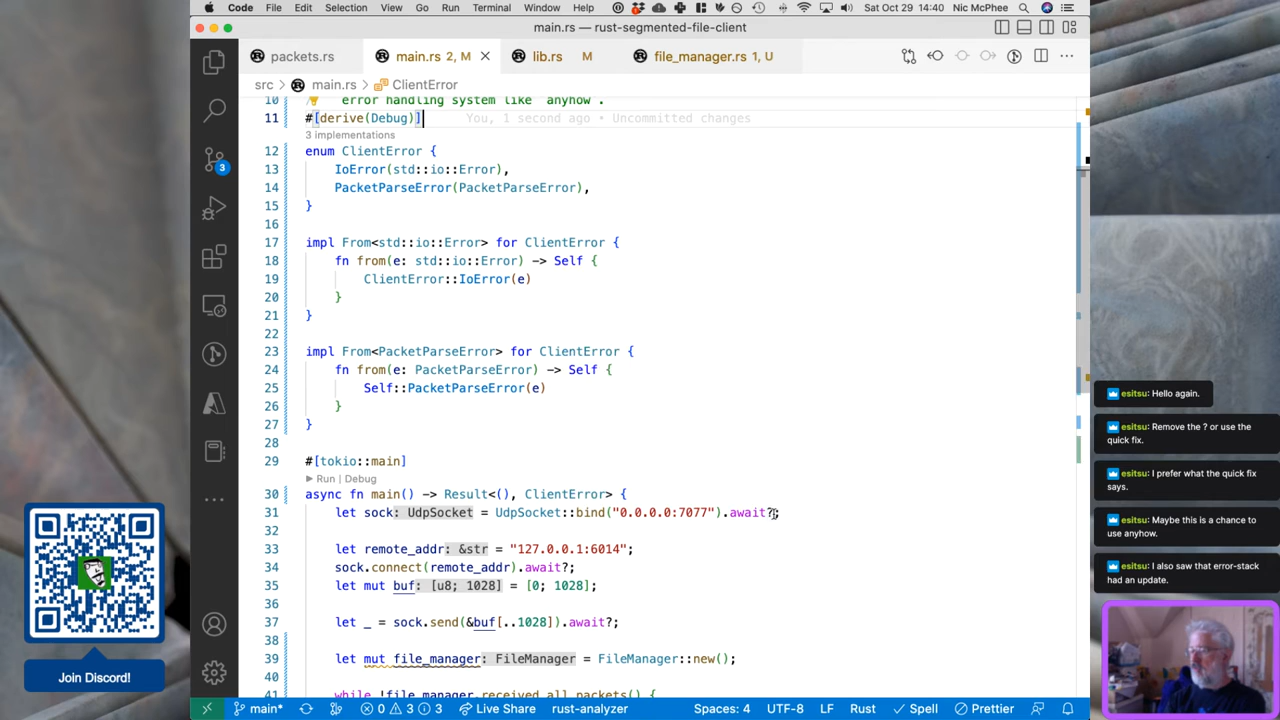 Code File Edit Selection View Go Run Terminal Window Help Sat Oct 29 14:40 Nic McPhee
main.rs — rust-segmented-file-client
packets.rs main.rs 2, M lib.rs M file_manager.rs 1, U
src > main.rs > ClientError
10 error handling system like `anyhow`.
11 #[derive(Debug)] You, 1 second ago • Uncommitted changes
3 implementations
12 enum ClientError {
13 IoError(std::io::Error),
14 PacketParseError(PacketParseError),
15 }
16
17 impl From<std::io::Error> for ClientError {
18 fn from(e: std::io::Error) -> Self {
19 ClientError::IoError(e)
20 }
21 }
22
23 impl From<PacketParseError> for ClientError {
24 fn from(e: PacketParseError) -> Self {
25 Self::PacketParseError(e)
26 }
27 }
28
29 #[tokio::main]
▶ Run | Debug
30 async fn main() -> Result<(), ClientError> {
31 let sock: UdpSocket = UdpSocket::bind("0.0.0.0:7077").await?;
32
33 let remote_addr: &str = "127.0.0.1:6014";
34 sock.connect(remote_addr).await?;
35 let mut buf: [u8; 1028] = [0; 1028];
36
37 let _ = sock.send(&buf[..1028]).await?;
38
39 let mut file_manager: FileManager = FileManager::new();
40
41 while !file_manager.received_all_packets() {
3
main* 0 3 3 Live Share rust-analyzer Spaces: 4 UTF-8 LF Rust Spell Prettier
Join Discord!
esitsu: Hello again.
esitsu: Remove the ? or use the
quick fix.
esitsu: I prefer what the quick fix
says.
esitsu: Maybe this is a chance to
use anyhow.
esitsu: I also saw that error-stack
had an update.